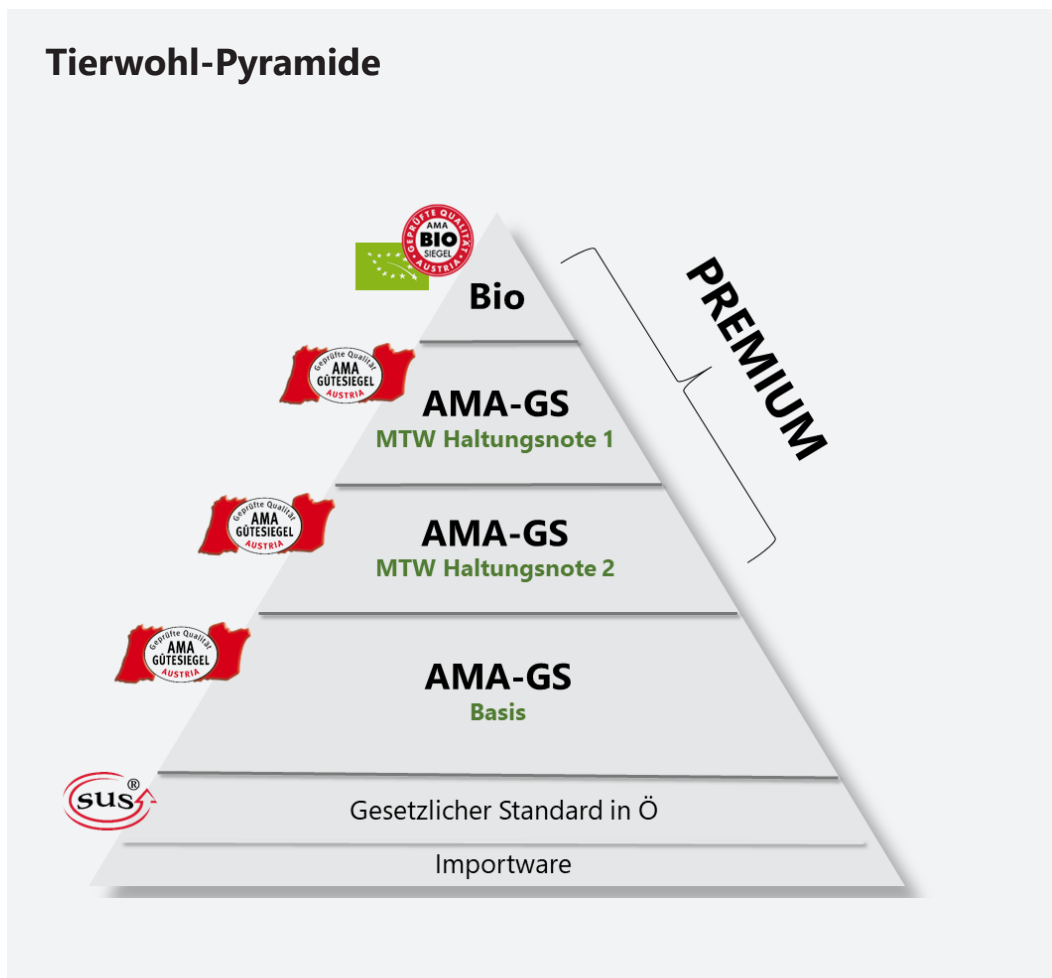 Tierwohl-Pyramide
GEPRÜFTE QUALITÄT
AMA
BIO
SIEGEL
AUSTRIA
Bio
PREMIUM
Geprüfte Qualität
AMA
GÜTESIEGEL
AUSTRIA
AMA-GS
MTW Haltungsnote 1
Geprüfte Qualität
AMA
GÜTESIEGEL
AUSTRIA
AMA-GS
MTW Haltungsnote 2
Geprüfte Qualität
AMA
GÜTESIEGEL
AUSTRIA
AMA-GS
Basis
sus®
Gesetzlicher Standard in Ö
Importware